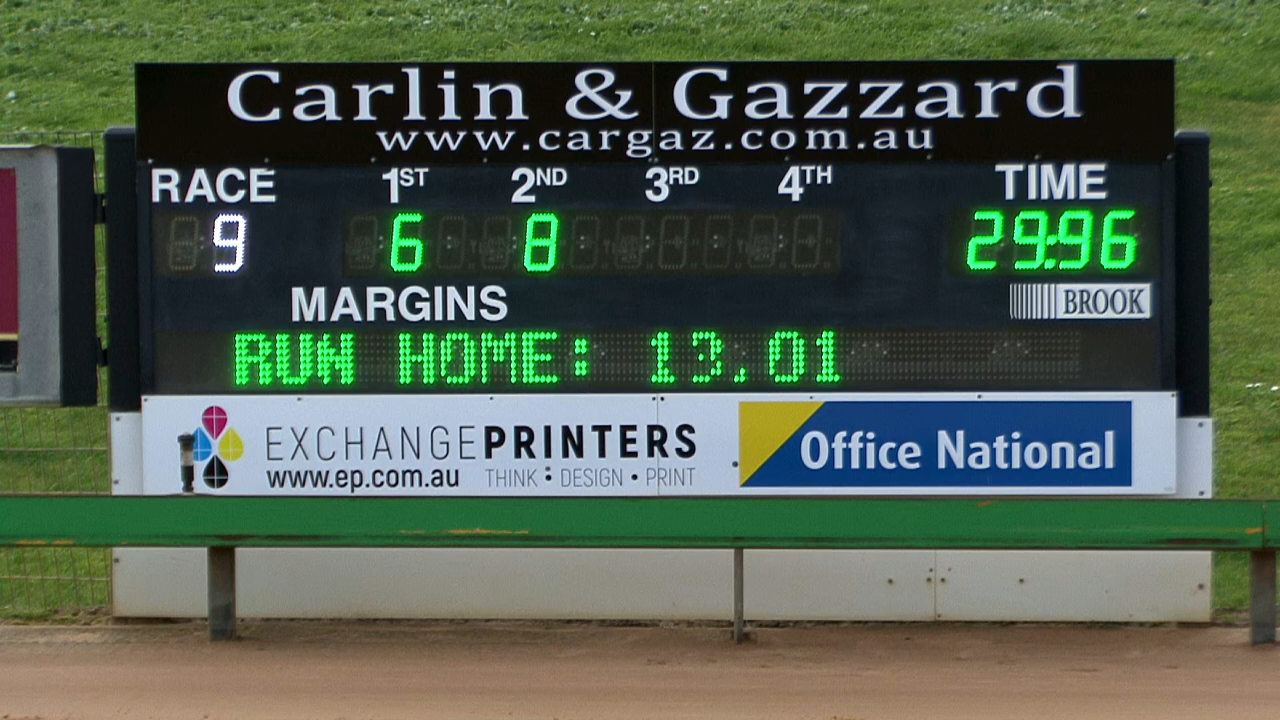 Carlin & Gazzard
www.cargaz.com.au
RACE 1ST 2ND 3RD 4TH TIME
9 6 8 29:96
MARGINS
BROOK
RUN HOME: 13.01
EXCHANGEPRINTERS
www.ep.com.au THINK : DESIGN • PRINT
Office National